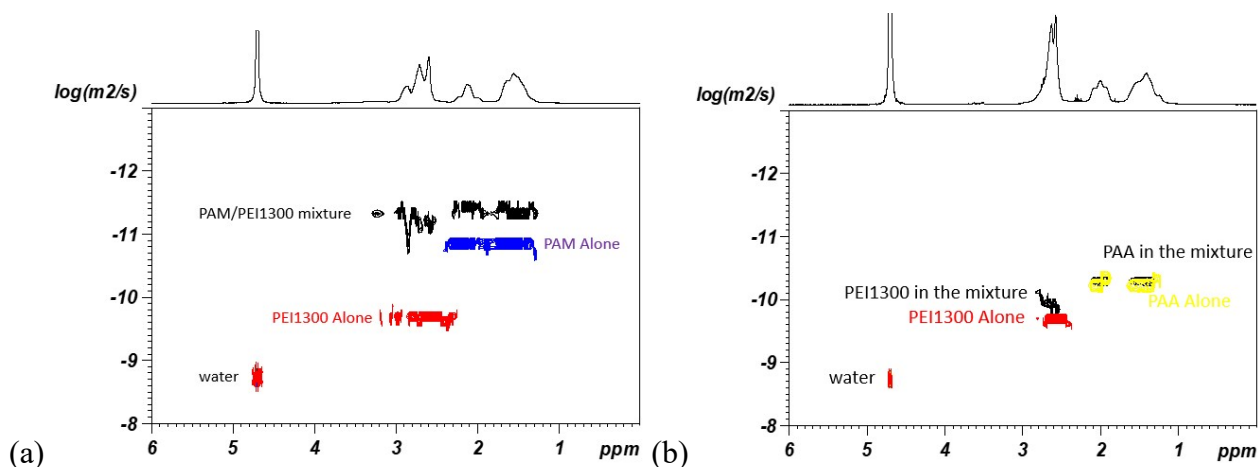 log(m2/s)
-12
-11
-10
-9
-8
PAM/PEI1300 mixture
PAM Alone
PEI1300 Alone
water
6 5 4 3 2 1 ppm
(a)
log(m2/s)
-12
-11
-10
-9
-8
PAA in the mixture
PEI1300 in the mixture
PAA Alone
PEI1300 Alone
water
6 5 4 3 2 1 ppm
(b)